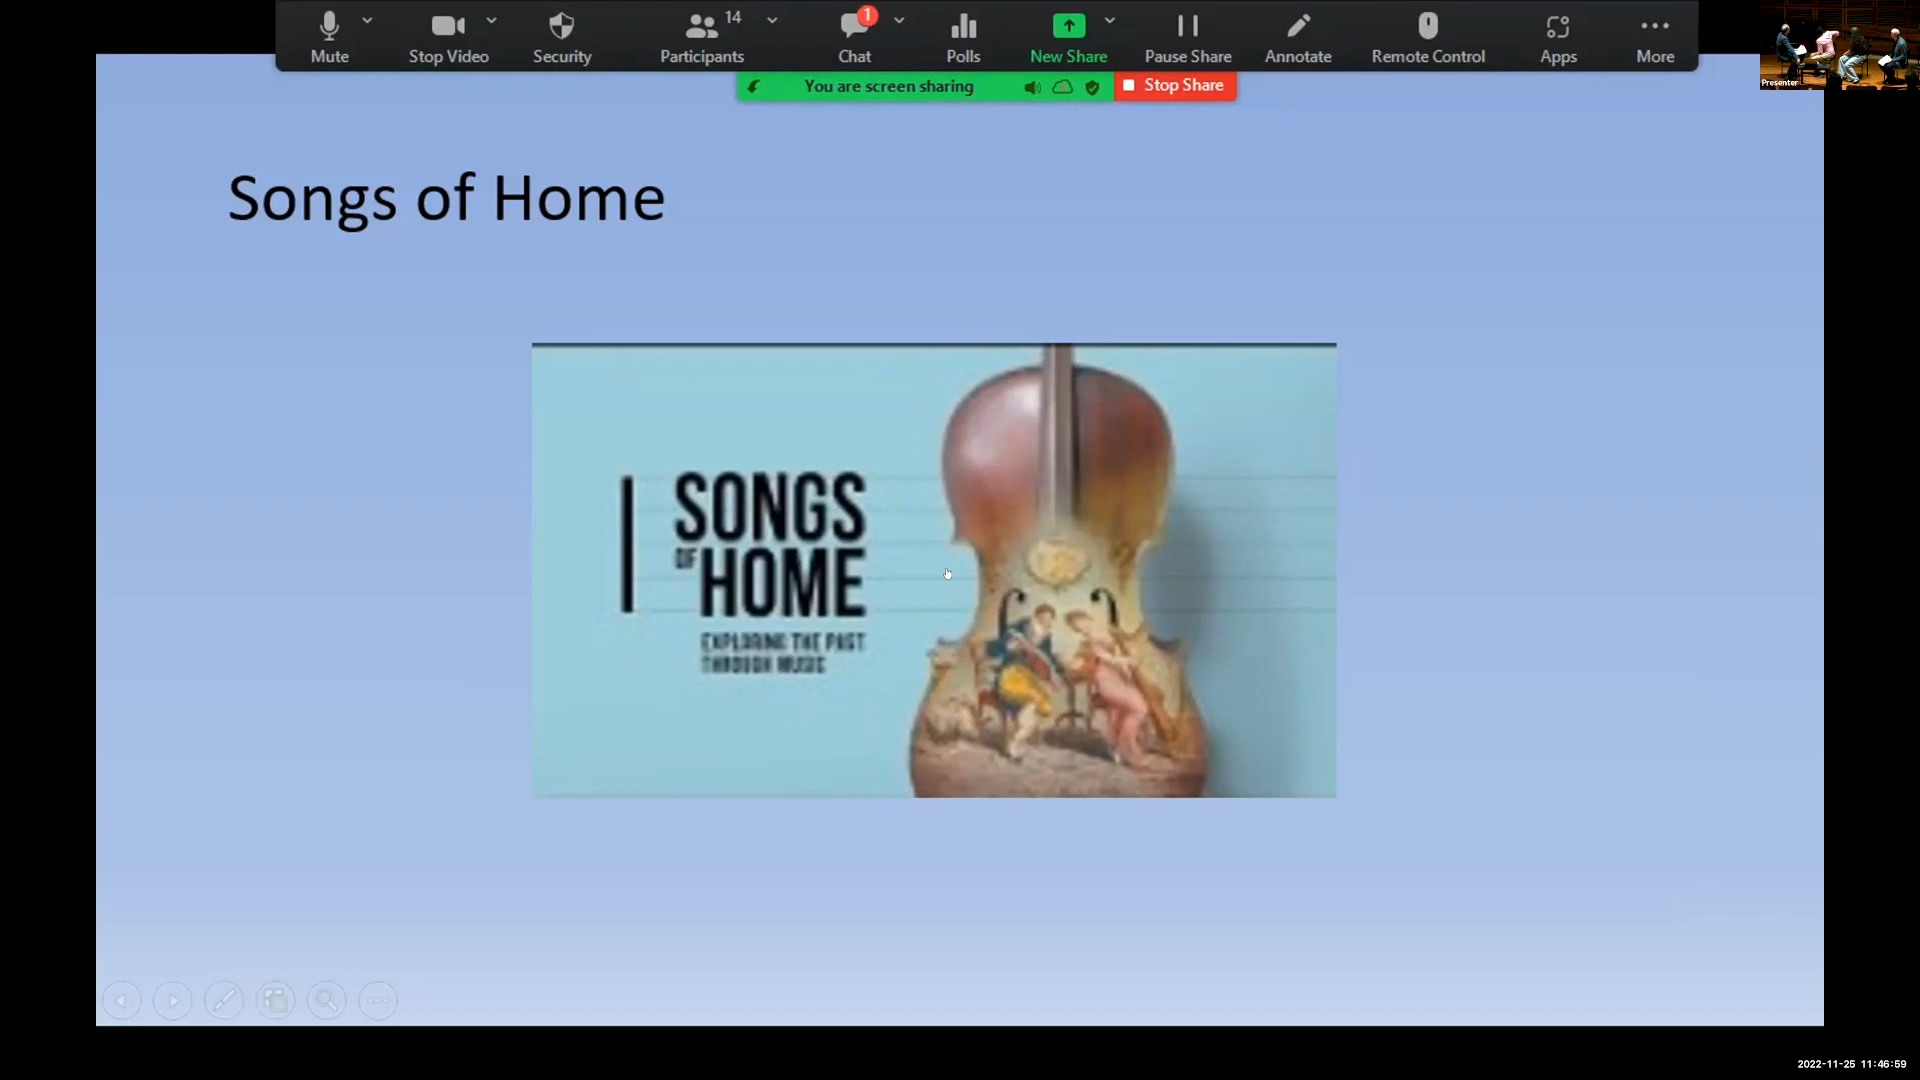 14
1
Mute
Stop Video
Security
Participants
Chat
Polls
New Share
Pause Share
Annotate
Remote Control
Apps
More
You are screen sharing
Stop Share
Presenter
Songs of Home
SONGS
OF
HOME
EXPLORING THE PAST
THROUGH MUSIC
2022-11-25 11:46:59